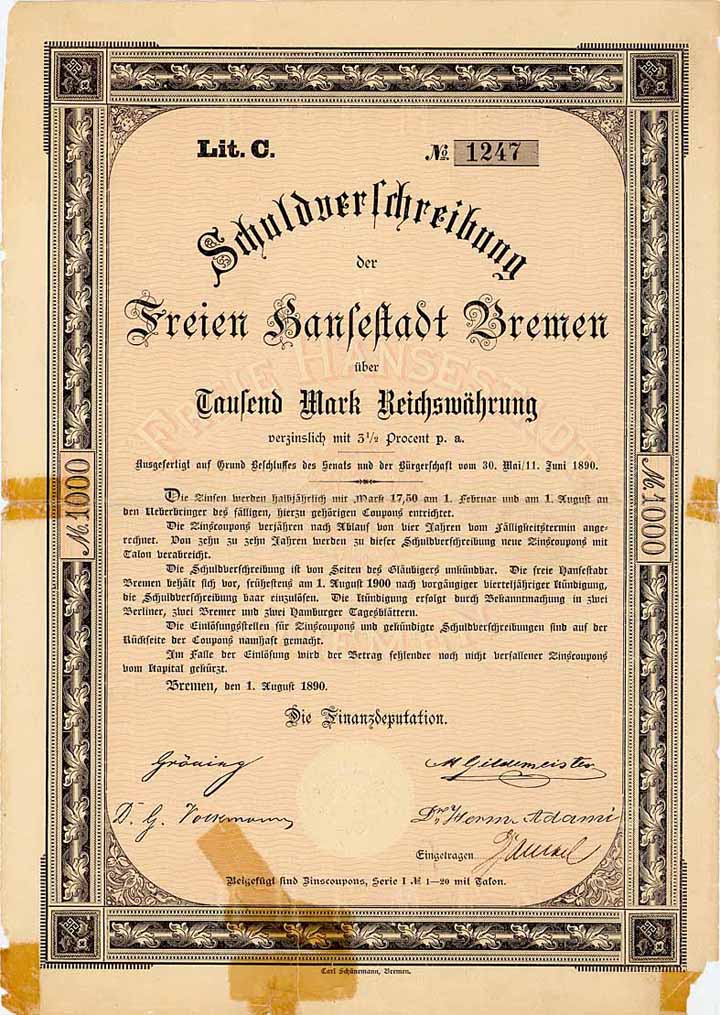 Lit. C.
№ 1247
Schuldverschreibung
der
Freien Hansestadt Bremen
über
Tausend Mark Reichswährung
verzinslich mit 3½ Procent p. a.
Ausgefertigt auf Grund Beschlusses des Senats und der Bürgerschaft vom 30. Mai/11. Juni 1890.
Die Zinsen werden halbjährlich mit Mark 17,50 am 1. Februar und am 1. August an
den Ueberbringer des fälligen, hierzu gehörigen Coupons entrichtet.
Die Zinscoupons verjähren nach Ablauf von vier Jahren vom Fälligkeitstermin ange-
rechnet. Von zehn zu zehn Jahren werden zu dieser Schuldverschreibung neue Zinscoupons mit
Talon verabreicht.
Die Schuldverschreibung ist von Seiten des Gläubigers unkündbar. Die freie Hansestadt
Bremen behält sich vor, frühestens am 1. August 1900 nach vorgängiger vierteljähriger Kündigung,
die Schuldverschreibung baar einzulösen. Die Kündigung erfolgt durch Bekanntmachung in zwei
Berliner, zwei Bremer und zwei Hamburger Tagesblättern.
Die Einlösungsstellen für Zinscoupons und gekündigte Schuldverschreibungen sind auf der
Rückseite der Coupons namhaft gemacht.
Im Falle der Einlösung wird der Betrag fehlender noch nicht verfallener Zinscoupons
vom Kapital gekürzt.
Bremen, den 1. August 1890.
Die Finanzdeputation.
Gröning
M Gildemeister
Dr. G. Volkmann
Dr. Herm. Adami
Eingetragen
Beigefügt sind Zinscoupons, Serie I № 1—20 mit Talon.
M. 1000
M. 1000
FREIE HANSESTADT
BREMEN
Carl Schünemann, Bremen.